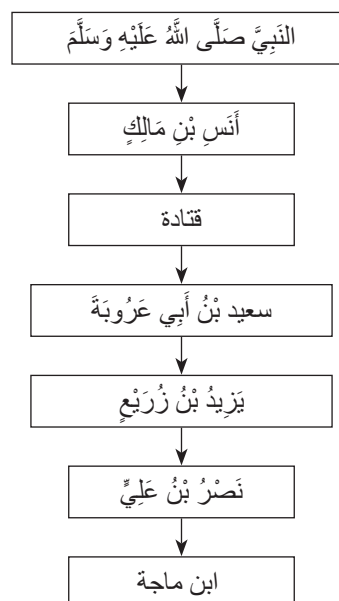 النَبِيَّ صَلَّى اللَّهُ عَلَيْهِ وَسَلَّمَ
أَنَسِ بْنِ مَالِكٍ
قتادة
سعيد بْنُ أَبِي عَرُوبَةَ
يَزِيدُ بْنُ زُرَيْعٍ
نَصْرُ بْنُ عَلِيٍّ
ابن ماجة